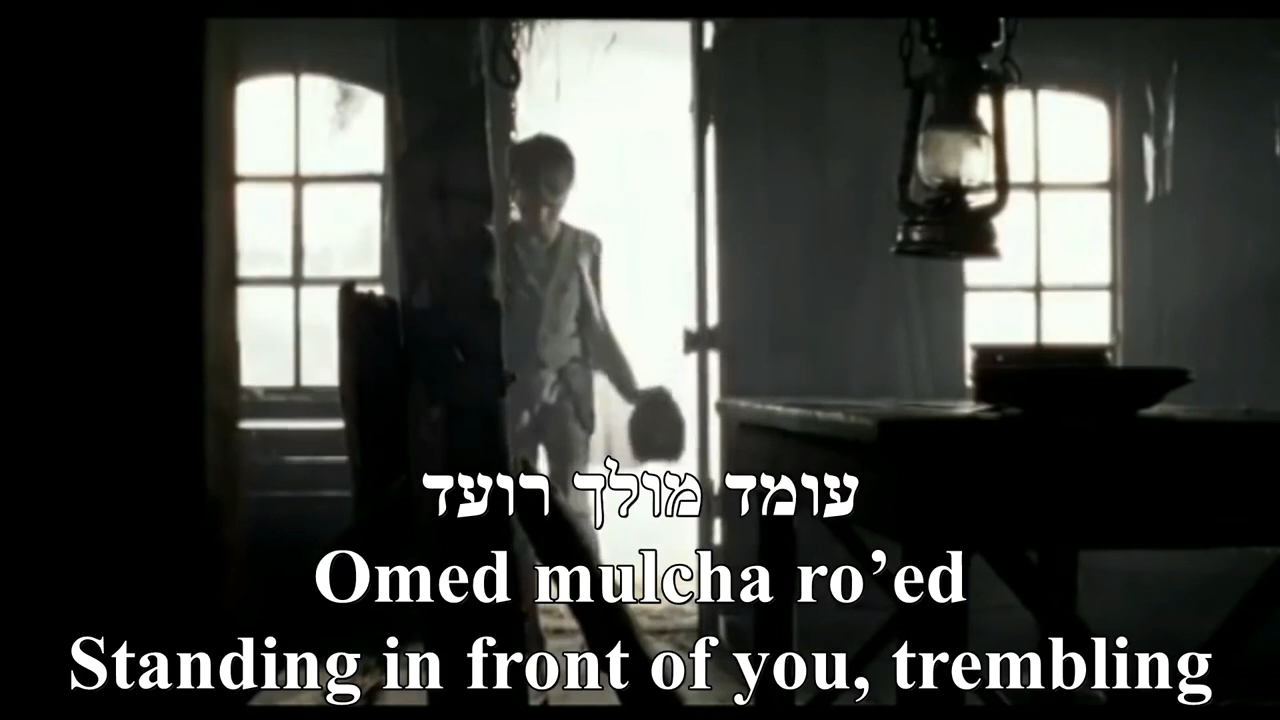 עומד מולך רועד
Omed mulcha ro’ed
Standing in front of you, trembling